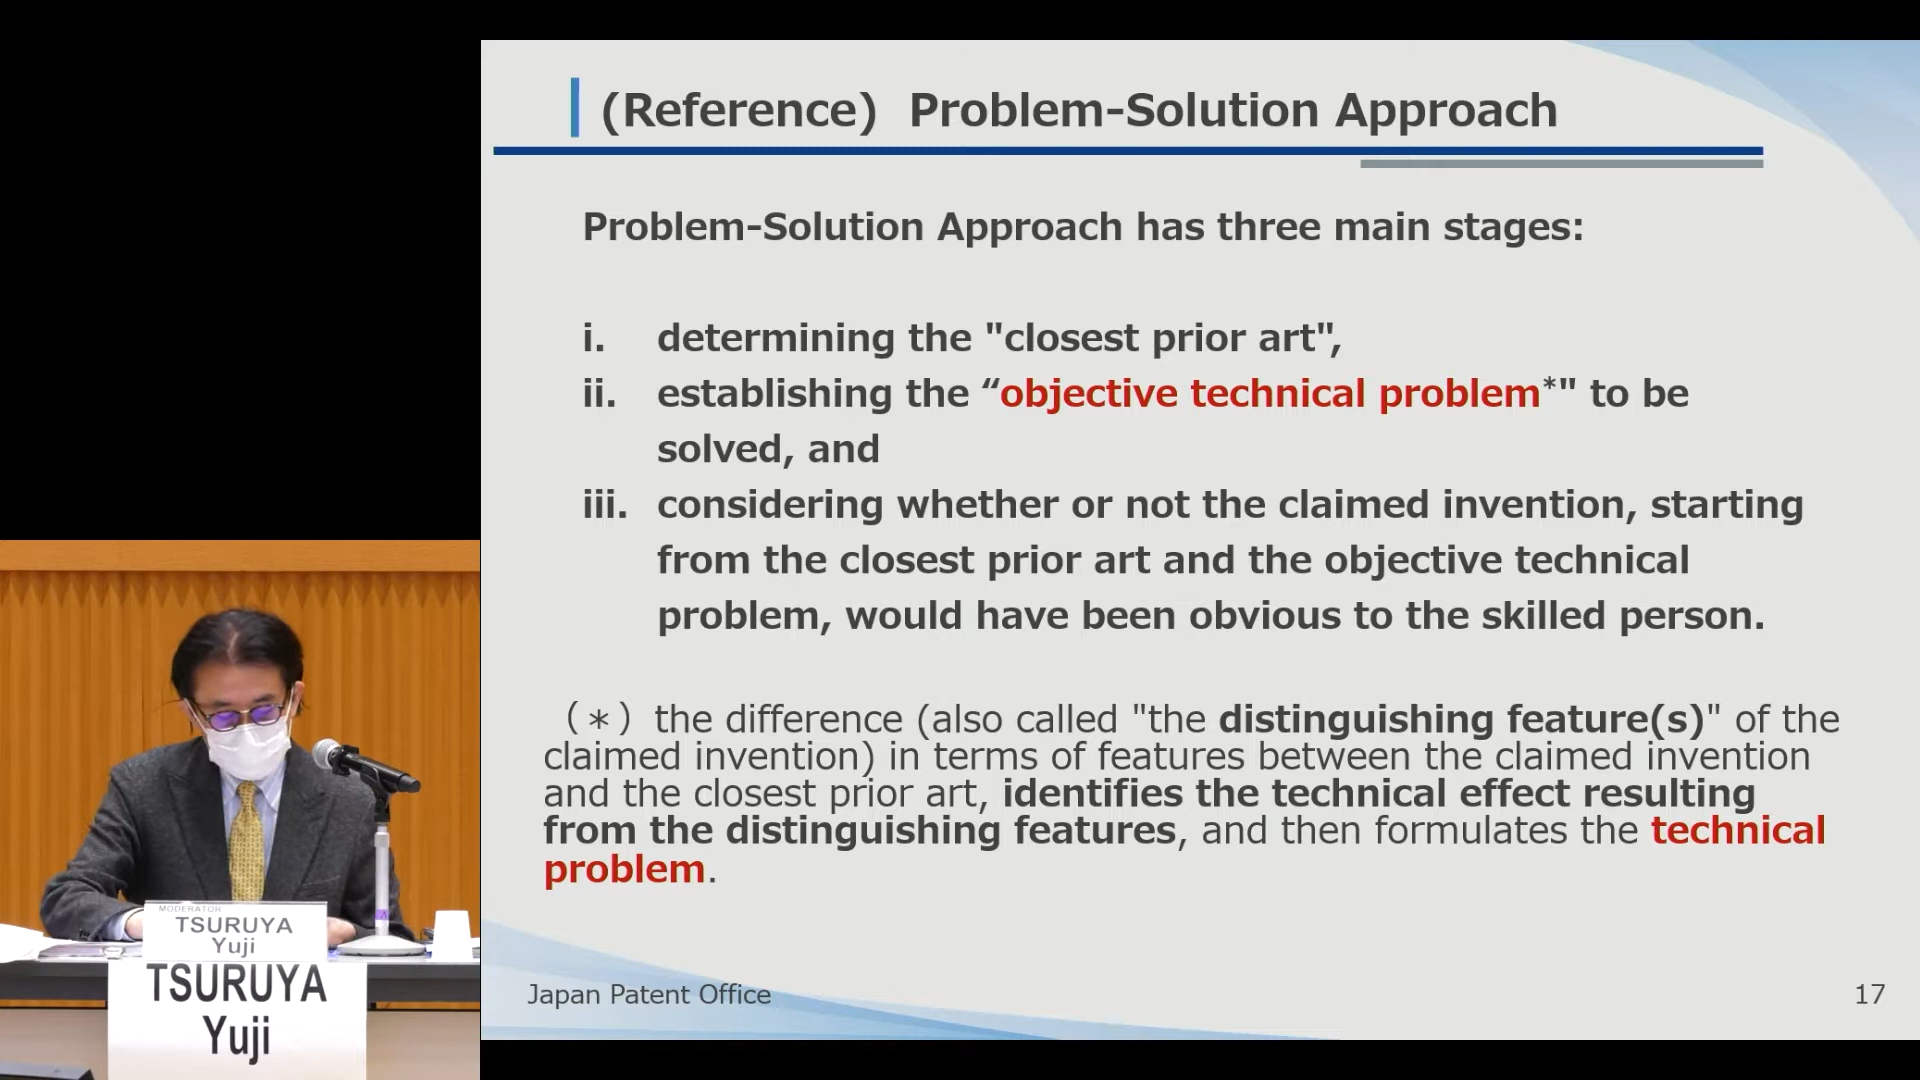 (Reference) Problem-Solution Approach
Problem-Solution Approach has three main stages:
i. determining the "closest prior art",
ii. establishing the “objective technical problem*" to be
solved, and
iii. considering whether or not the claimed invention, starting
from the closest prior art and the objective technical
problem, would have been obvious to the skilled person.
（＊）the difference (also called "the distinguishing feature(s)" of the
claimed invention) in terms of features between the claimed invention
and the closest prior art, identifies the technical effect resulting
from the distinguishing features, and then formulates the technical
problem.
Japan Patent Office
17
MODERATOR
TSURUYA
Yuji
TSURUYA
Yuji